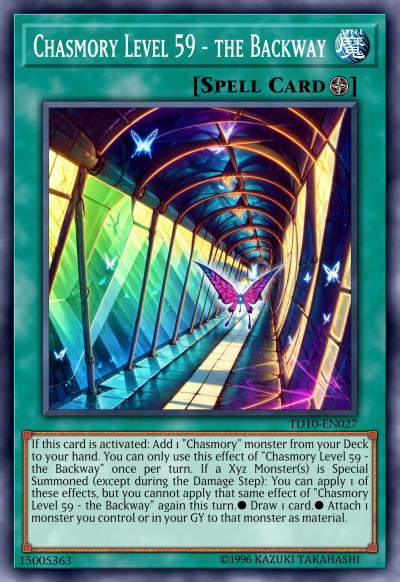 CHASMORY LEVEL 59 - THE BACKWAY
SPELL
魔
[SPELL CARD]
TD10-EN027
If this card is activated: Add 1 "Chasmory" monster from your Deck
to your hand. You can only use this effect of "Chasmory Level 59 -
the Backway" once per turn. If a Xyz Monster(s) is Special
Summoned (except during the Damage Step): You can apply 1 of
these effects, but you cannot apply that same effect of "Chasmory
Level 59 - the Backway" again this turn.● Draw 1 card.● Attach 1
monster you control or in your GY to that monster as material.
15005363
©1996 KAZUKI TAKAHASHI